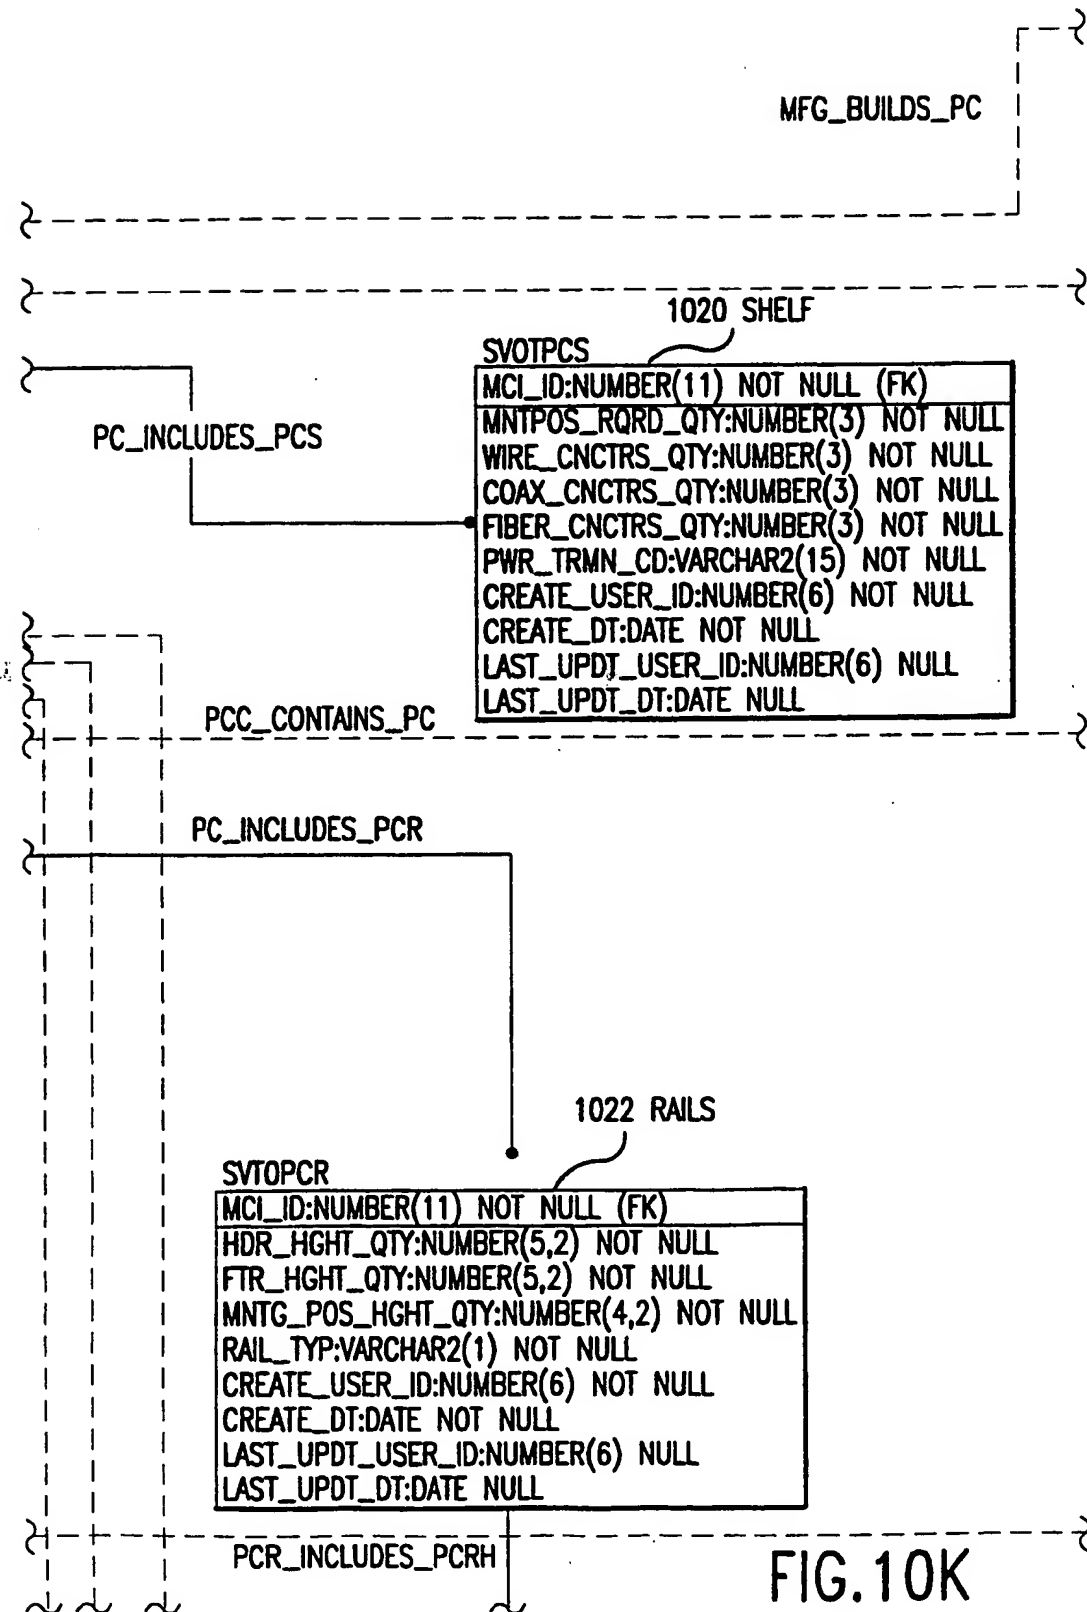 MFG_BUILDS_PC
1020 SHELF
SVOTPCS
MCI_ID:NUMBER(11) NOT NULL (FK)
MNTPOS_RQRD_QTY:NUMBER(3) NOT NULL
WIRE_CNCTRS_QTY:NUMBER(3) NOT NULL
COAX_CNCTRS_QTY:NUMBER(3) NOT NULL
FIBER_CNCTRS_QTY:NUMBER(3) NOT NULL
PWR_TRMN_CD:VARCHAR2(15) NOT NULL
CREATE_USER_ID:NUMBER(6) NOT NULL
CREATE_DT:DATE NOT NULL
LAST_UPDT_USER_ID:NUMBER(6) NULL
LAST_UPDT_DT:DATE NULL
PC_INCLUDES_PCS
PCC_CONTAINS_PC
PC_INCLUDES_PCR
1022 RAILS
SVTOPCR
MCI_ID:NUMBER(11) NOT NULL (FK)
HDR_HGHT_QTY:NUMBER(5,2) NOT NULL
FTR_HGHT_QTY:NUMBER(5,2) NOT NULL
MNTG_POS_HGHT_QTY:NUMBER(4,2) NOT NULL
RAIL_TYP:VARCHAR2(1) NOT NULL
CREATE_USER_ID:NUMBER(6) NOT NULL
CREATE_DT:DATE NOT NULL
LAST_UPDT_USER_ID:NUMBER(6) NULL
LAST_UPDT_DT:DATE NULL
PCR_INCLUDES_PCRH
FIG.10K